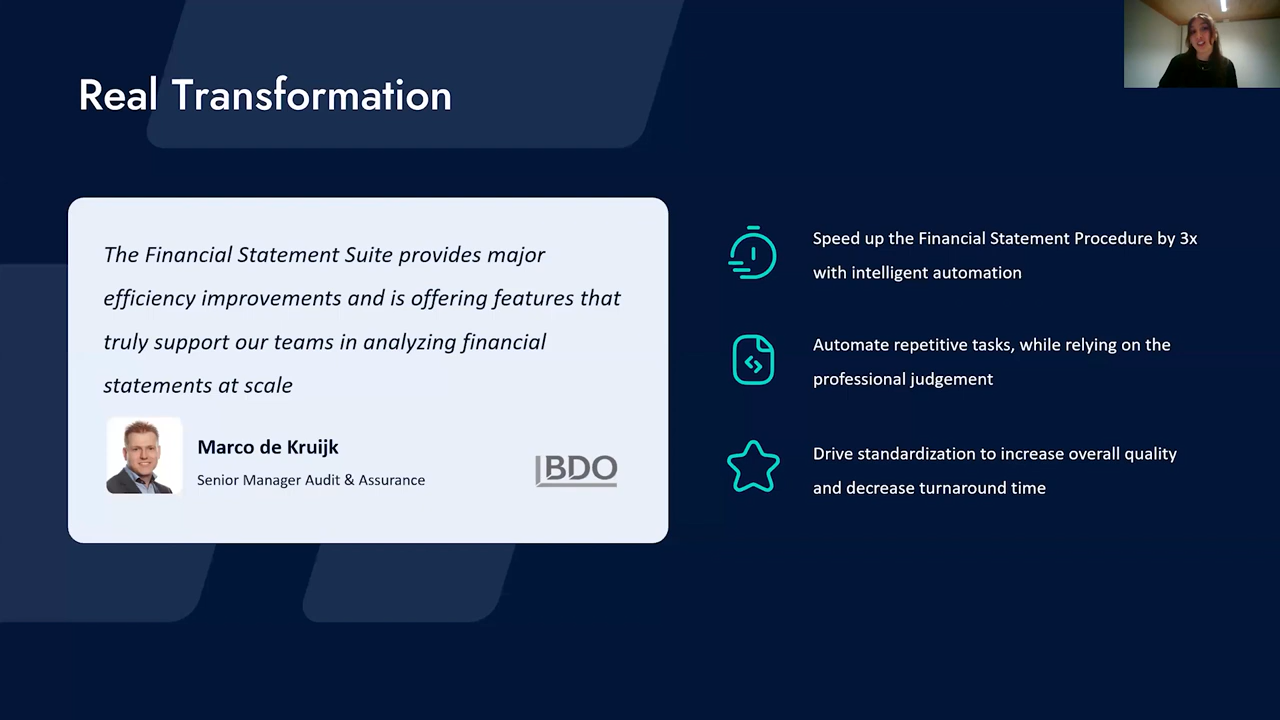 Real Transformation
The Financial Statement Suite provides major
efficiency improvements and is offering features that
truly support our teams in analyzing financial
statements at scale
Marco de Kruijk
Senior Manager Audit & Assurance
BDO
Speed up the Financial Statement Procedure by 3x
with intelligent automation
Automate repetitive tasks, while relying on the
professional judgement
Drive standardization to increase overall quality
and decrease turnaround time